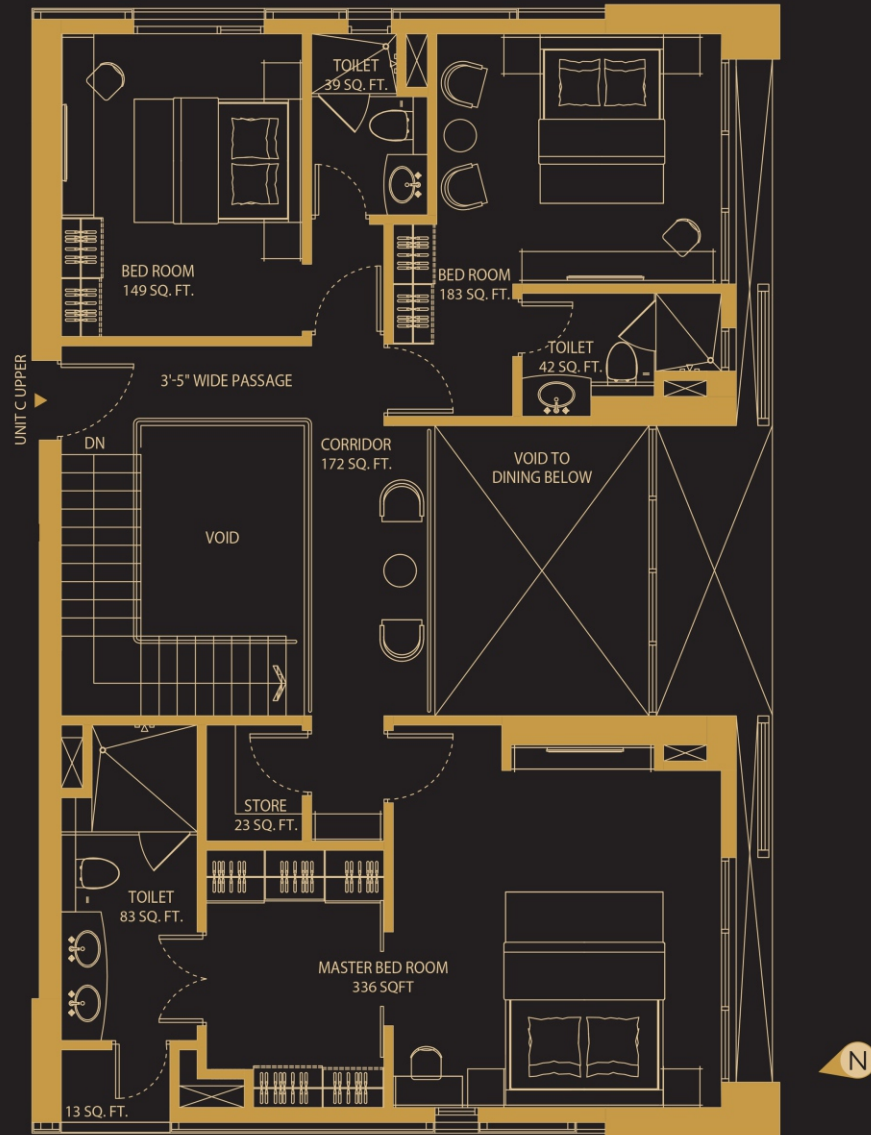 TOILET
39 SQ. FT.
BED ROOM
149 SQ. FT.
BED ROOM
183 SQ. FT.
TOILET
42 SQ. FT.
UNIT C UPPER
3'-5" WIDE PASSAGE
DN
CORRIDOR
172 SQ. FT.
VOID TO
DINING BELOW
VOID
STORE
23 SQ. FT.
TOILET
83 SQ. FT.
MASTER BED ROOM
336 SQFT
N
13 SQ. FT.